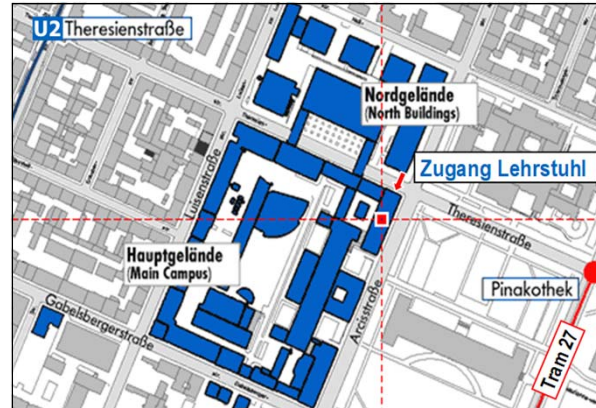 U2 Theresienstraße
Nordgelände
(North Buildings)
Zugang Lehrstuhl
Theresienstraße
Luisenstraße
Hauptgelände
(Main Campus)
Pinakothek
Gabelsbergerstraße
Arcisstraße
Tram 27